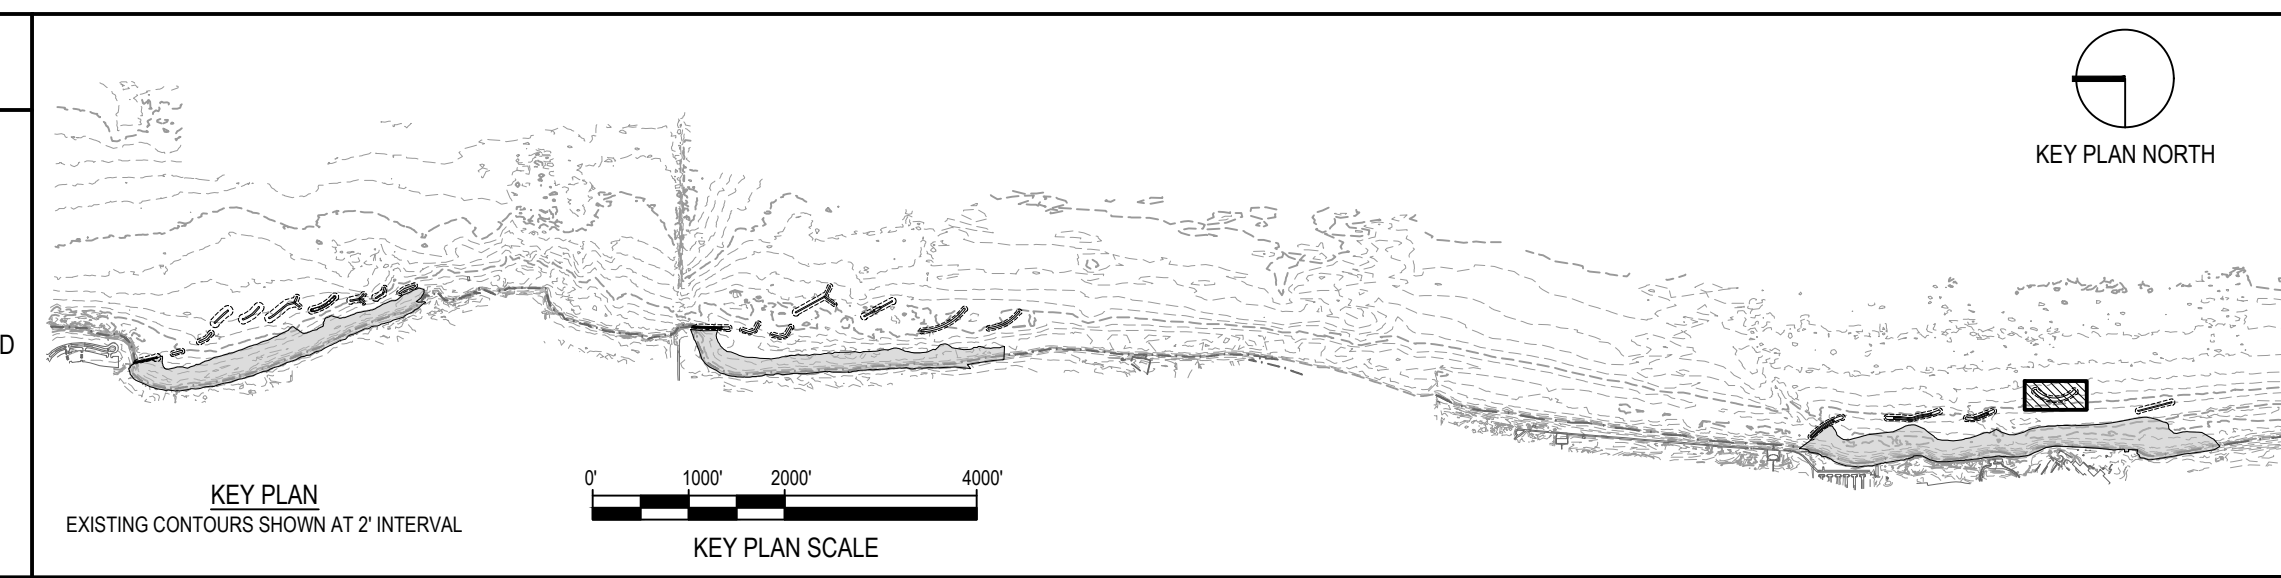 KEY PLAN NORTH
D
KEY PLAN
EXISTING CONTOURS SHOWN AT 2' INTERVAL
0' 1000' 2000' 4000'
KEY PLAN SCALE